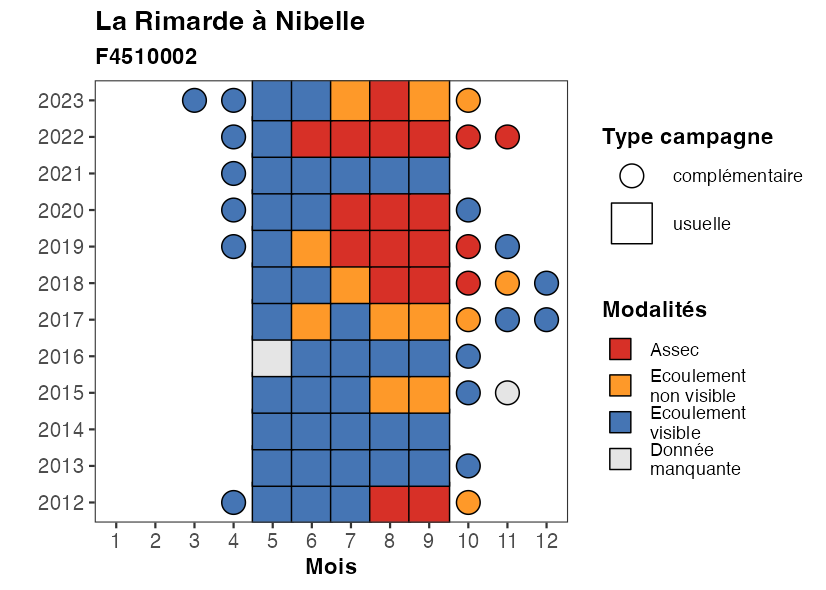 La Rimarde à Nibelle
F4510002
2023
2022
2021
2020
2019
2018
2017
2016
2015
2014
2013
2012
1 2 3 4 5 6 7 8 9 10 11 12
Mois
Type campagne
complémentaire
usuelle
Modalités
Assec
Ecoulement
non visible
Ecoulement
visible
Donnée
manquante